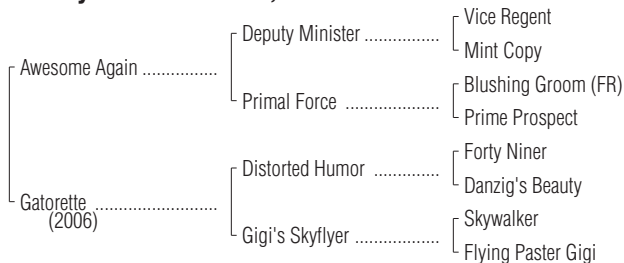 Vice Regent
Deputy Minister ................
Mint Copy
Awesome Again ................
Blushing Groom (FR)
Primal Force ....................
Prime Prospect
Forty Niner
Distorted Humor ..............
Danzig's Beauty
Gatorette ..........................
(2006)
Skywalker
Gigi's Skyflyer ..................
Flying Paster Gigi